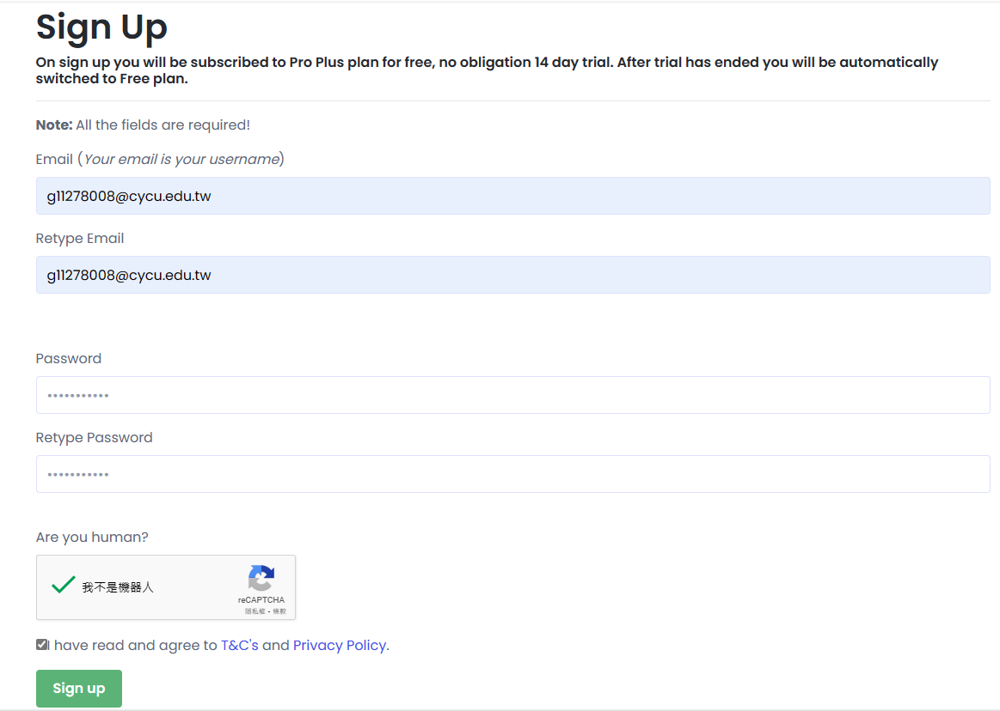 Sign Up
On sign up you will be subscribed to Pro Plus plan for free, no obligation 14 day trial. After trial has ended you will be automatically
switched to Free plan.
Note: All the fields are required!
Email (Your email is your username)
g11278008@cycu.edu.tw
Retype Email
g11278008@cycu.edu.tw
Password
•••••••••••
Retype Password
•••••••••••
Are you human?
我不是機器人
reCAPTCHA
隱私權 - 條款
I have read and agree to T&C's and Privacy Policy.
Sign up